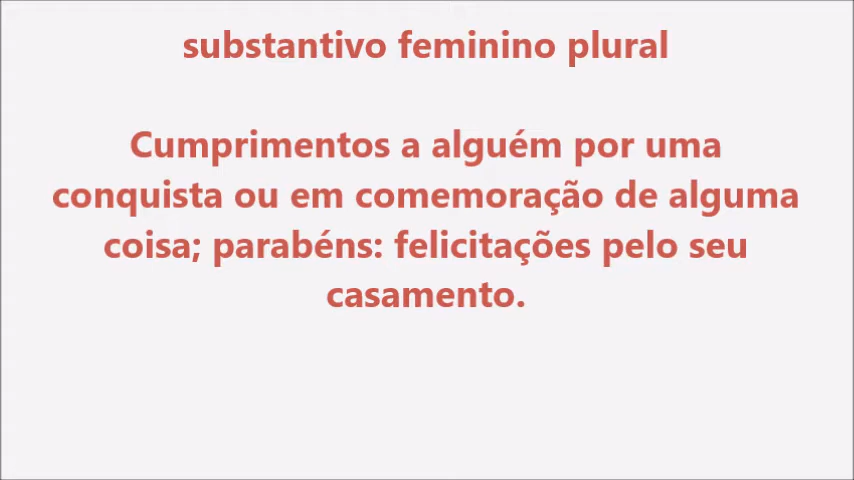 substantivo feminino plural
Cumprimentos a alguém por uma
conquista ou em comemoração de alguma
coisa; parabéns: felicitações pelo seu
casamento.